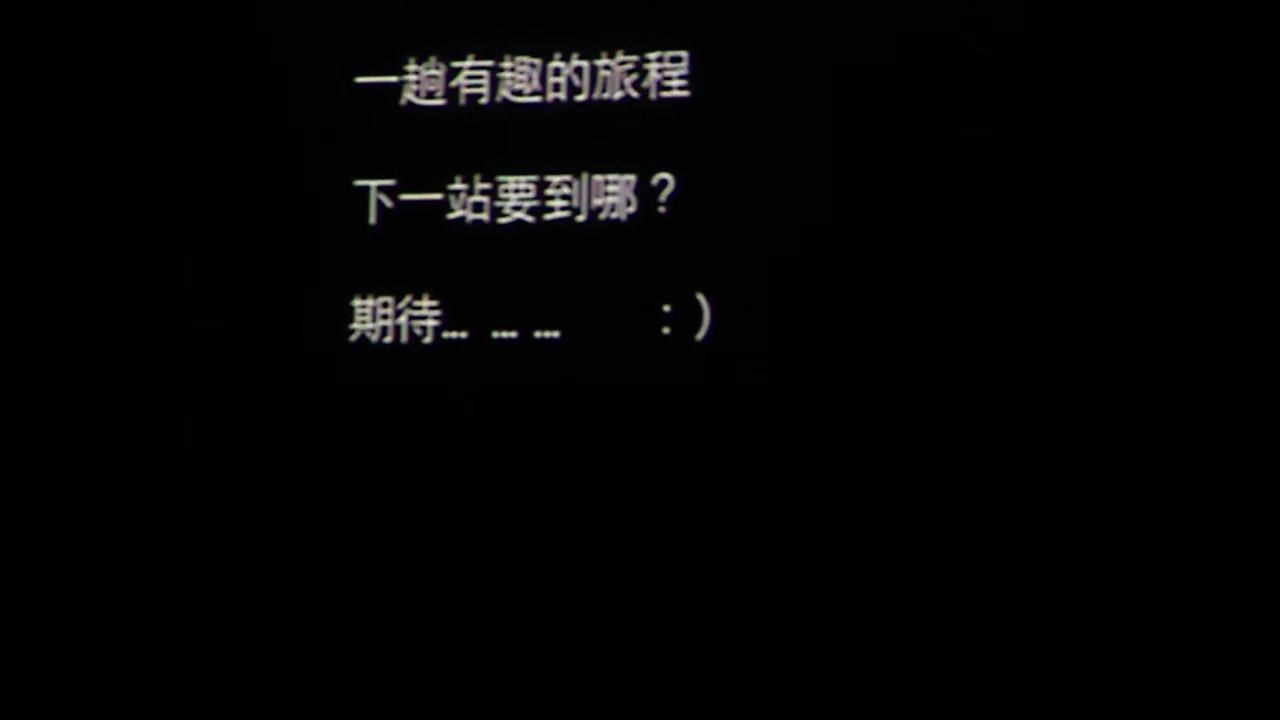 一趟有趣的旅程
下一站要到哪？
期待… … … : )